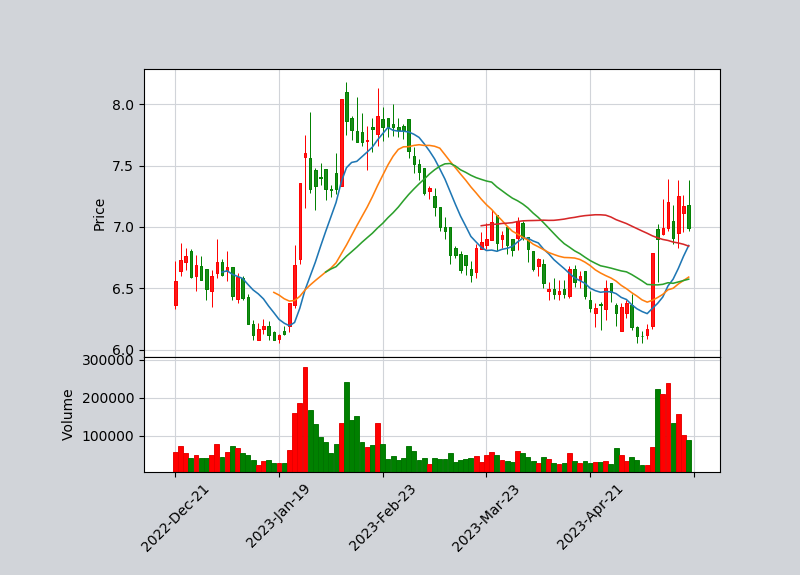 8.0
7.5
7.0
6.5
6.0
Price
300000
200000
100000
Volume
2022-Dec-21
2023-Jan-19
2023-Feb-23
2023-Mar-23
2023-Apr-21